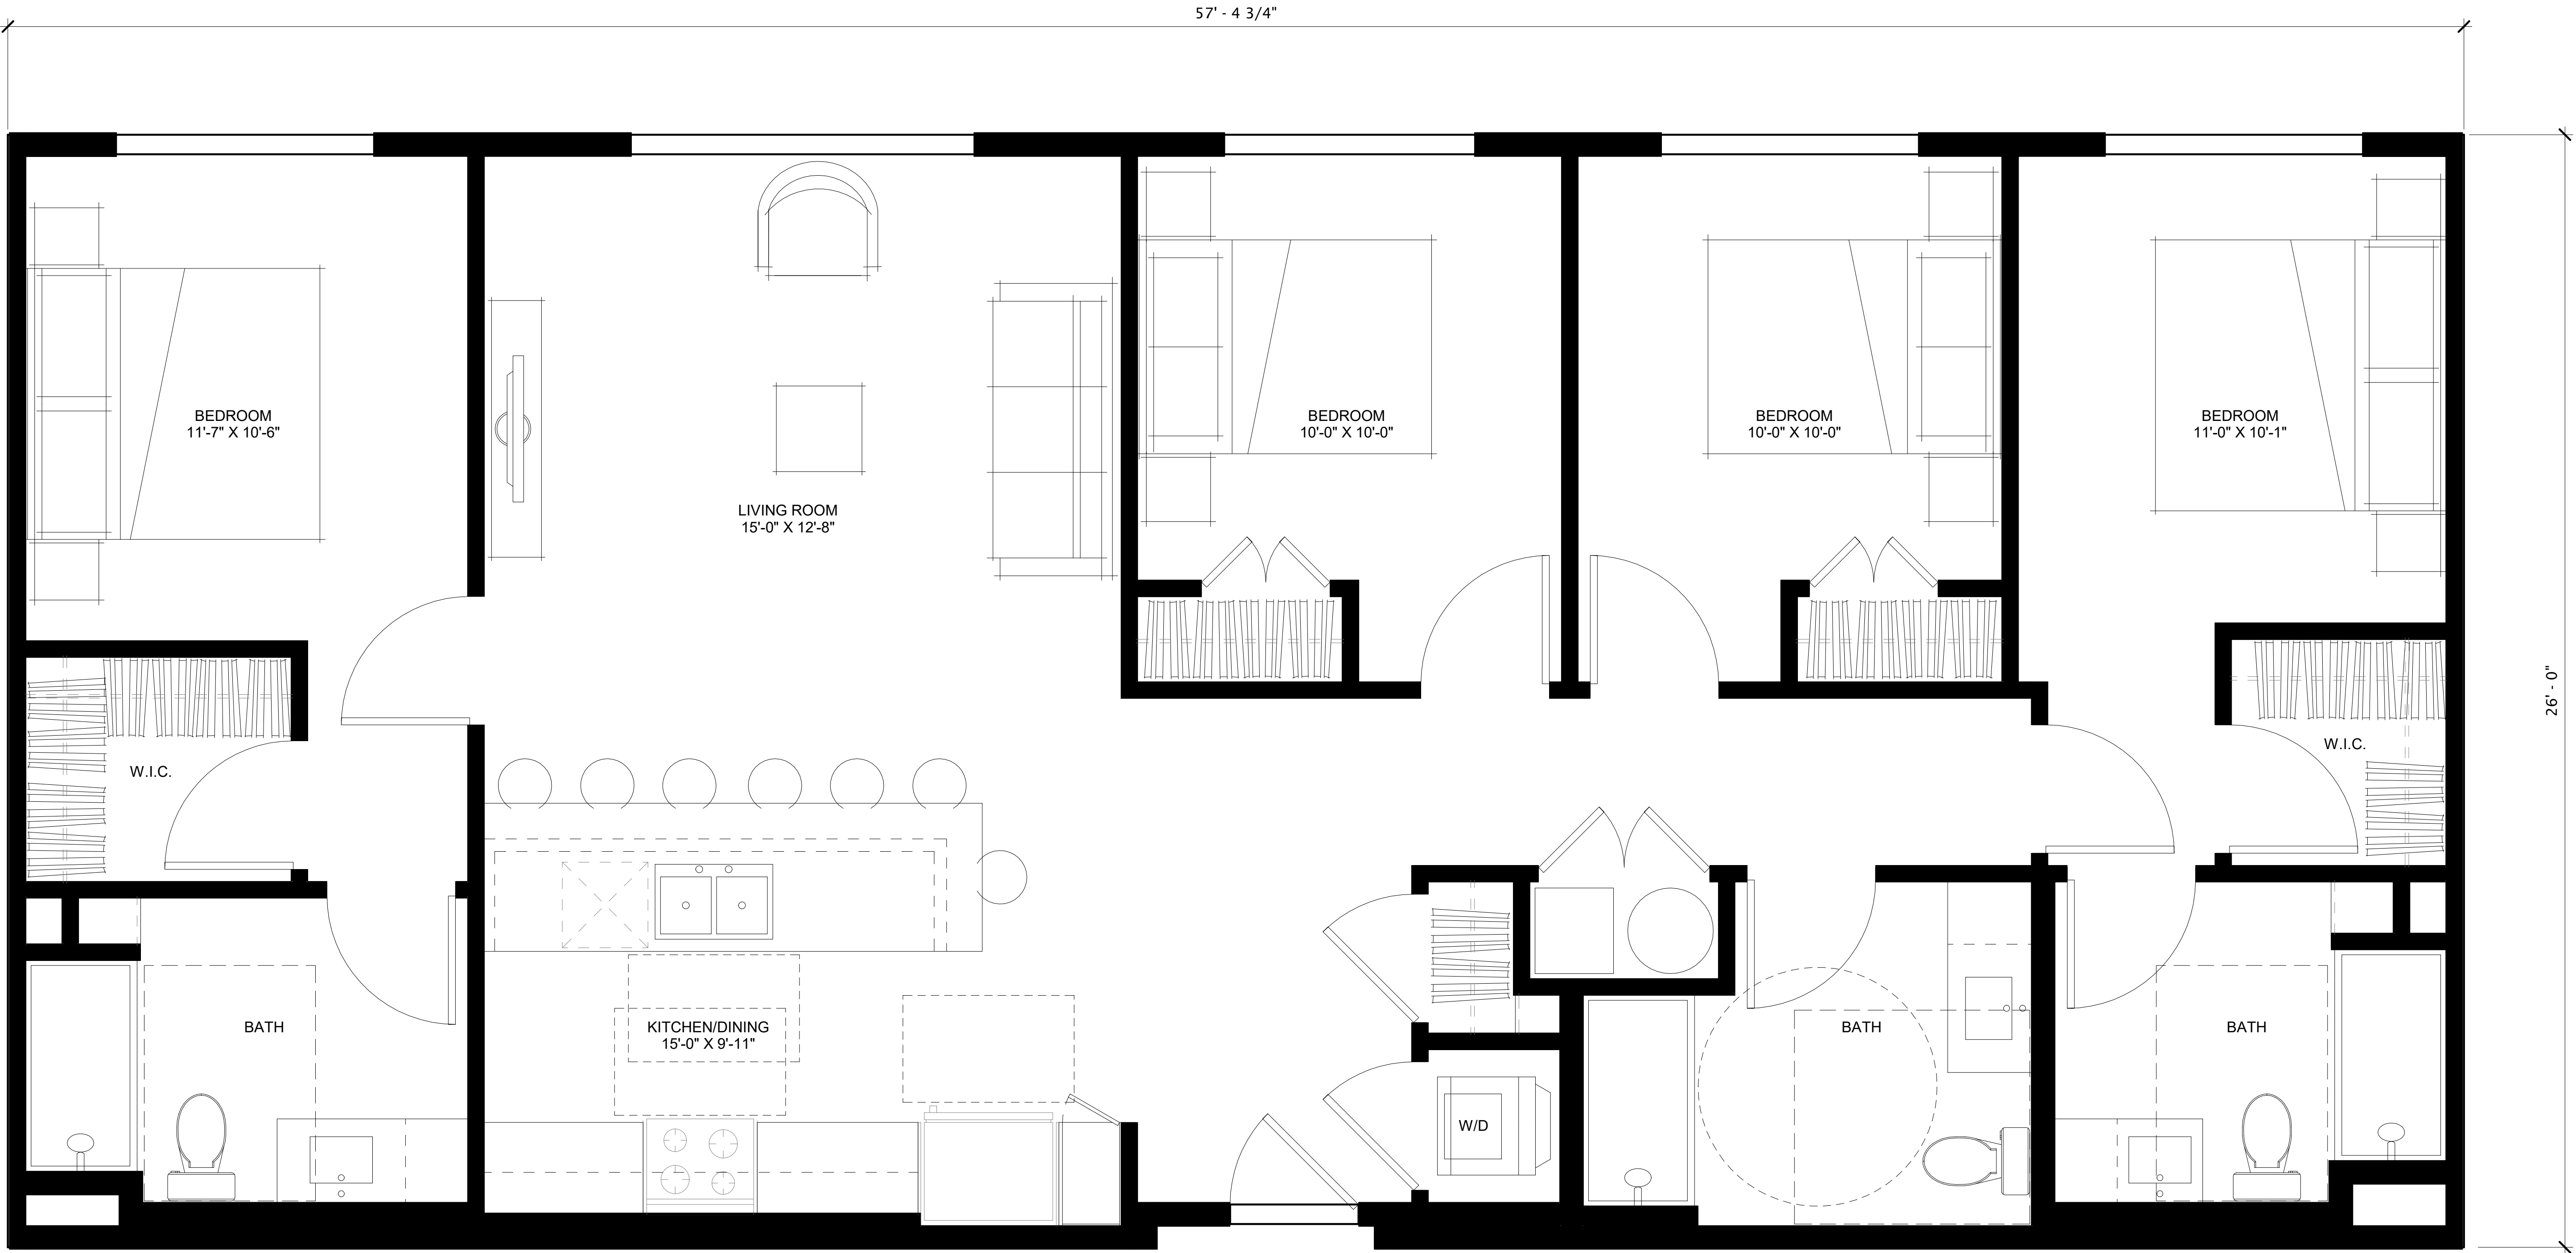 57' - 4 3/4"
BEDROOM
11'-7" X 10'-6"
BEDROOM
10'-0" X 10'-0"
BEDROOM
10'-0" X 10'-0"
BEDROOM
11'-0" X 10'-1"
LIVING ROOM
15'-0" X 12'-8"
26' - 0"
W.I.C.
W.I.C.
BATH
KITCHEN/DINING
15'-0" X 9'-11"
BATH
BATH
W/D